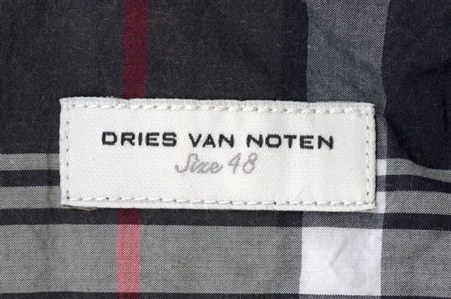 DRIES VAN NOTEN
Size 48